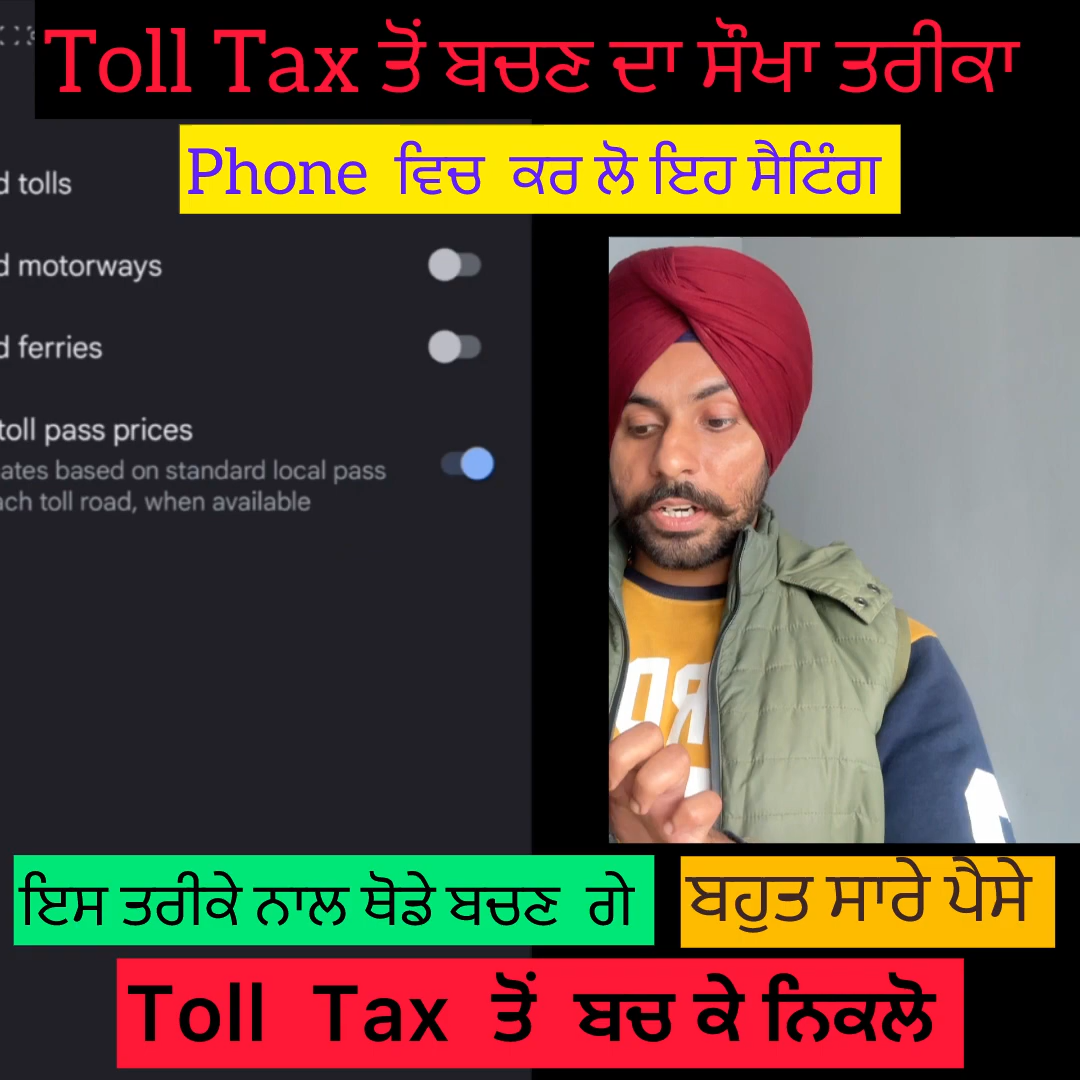 Toll Tax ਤੋਂ ਬਚਣ ਦਾ ਸੌਖਾ ਤਰੀਕਾ
Phone ਵਿਚ ਕਰ ਲੋ ਇਹ ਸੈਟਿੰਗ
d tolls
d motorways
d ferries
toll pass prices
ates based on standard local pass
ach toll road, when available
ਇਸ ਤਰੀਕੇ ਨਾਲ ਥੋਡੇ ਬਚਣ ਗੇ
ਬਹੁਤ ਸਾਰੇ ਪੈਸੇ
Toll Tax ਤੋਂ ਬਚ ਕੇ ਨਿਕਲੋ